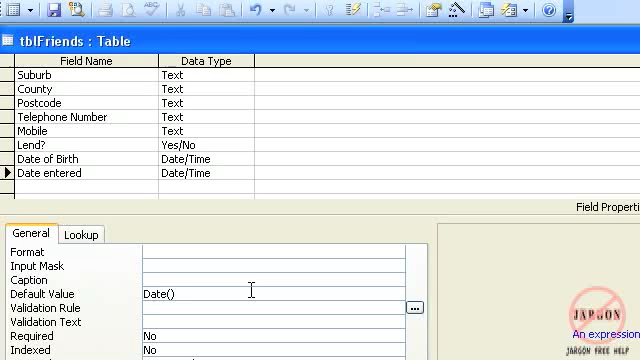 tblFriends : Table
Field Name Data Type
Suburb Text
County Text
Postcode Text
Telephone Number Text
Mobile Text
Lend? Yes/No
Date of Birth Date/Time
Date entered Date/Time
Field Properti
General Lookup
Format
Input Mask
Caption
Default Value Date()
Validation Rule ...
Validation Text
Required No
Indexed No
JARGON
An expression
JARGON FREE HELP